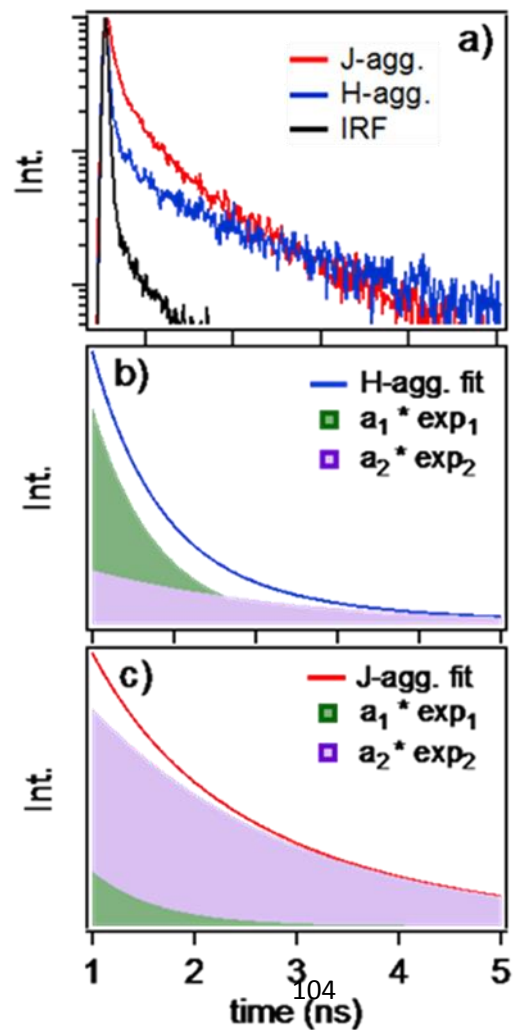 a)
J-agg.
H-agg.
IRF
Int.
b)
H-agg. fit
a₁ * exp₁
a₂ * exp₂
Int.
c)
J-agg. fit
a₁ * exp₁
a₂ * exp₂
Int.
1 2 3 4 5
104
time (ns)